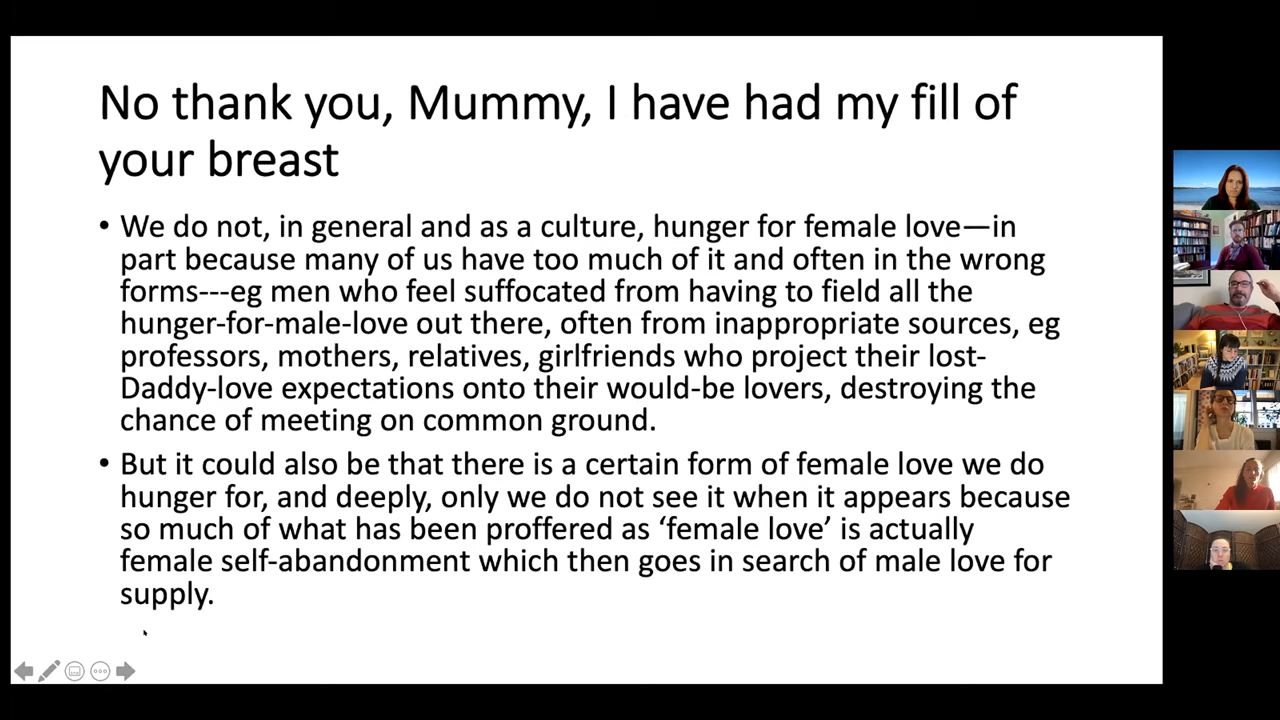 No thank you, Mummy, I have had my fill of
your breast
• We do not, in general and as a culture, hunger for female love—in
part because many of us have too much of it and often in the wrong
forms---eg men who feel suffocated from having to field all the
hunger-for-male-love out there, often from inappropriate sources, eg
professors, mothers, relatives, girlfriends who project their lost-
Daddy-love expectations onto their would-be lovers, destroying the
chance of meeting on common ground.
• But it could also be that there is a certain form of female love we do
hunger for, and deeply, only we do not see it when it appears because
so much of what has been proffered as ‘female love’ is actually
female self-abandonment which then goes in search of male love for
supply.